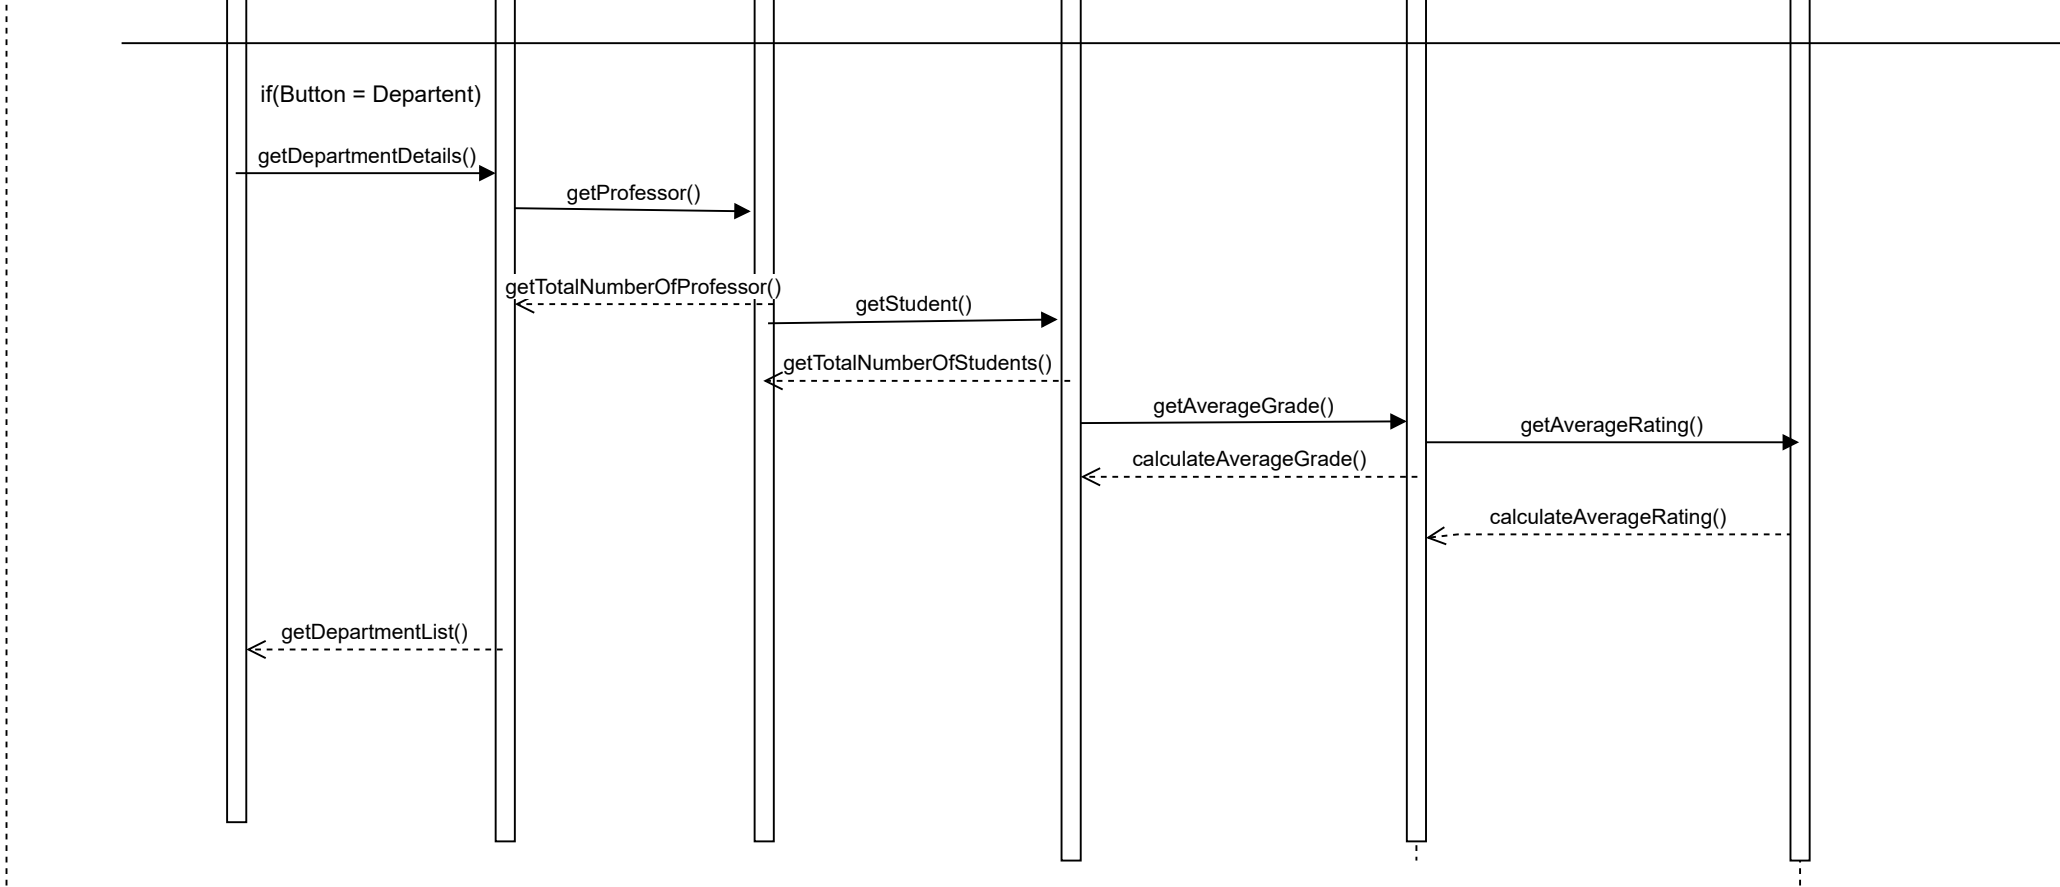 if(Button = Departent)
getDepartmentDetails()
getProfessor()
getTotalNumberOfProfessor()
getStudent()
getTotalNumberOfStudents()
getAverageGrade()
getAverageRating()
calculateAverageGrade()
calculateAverageRating()
getDepartmentList()